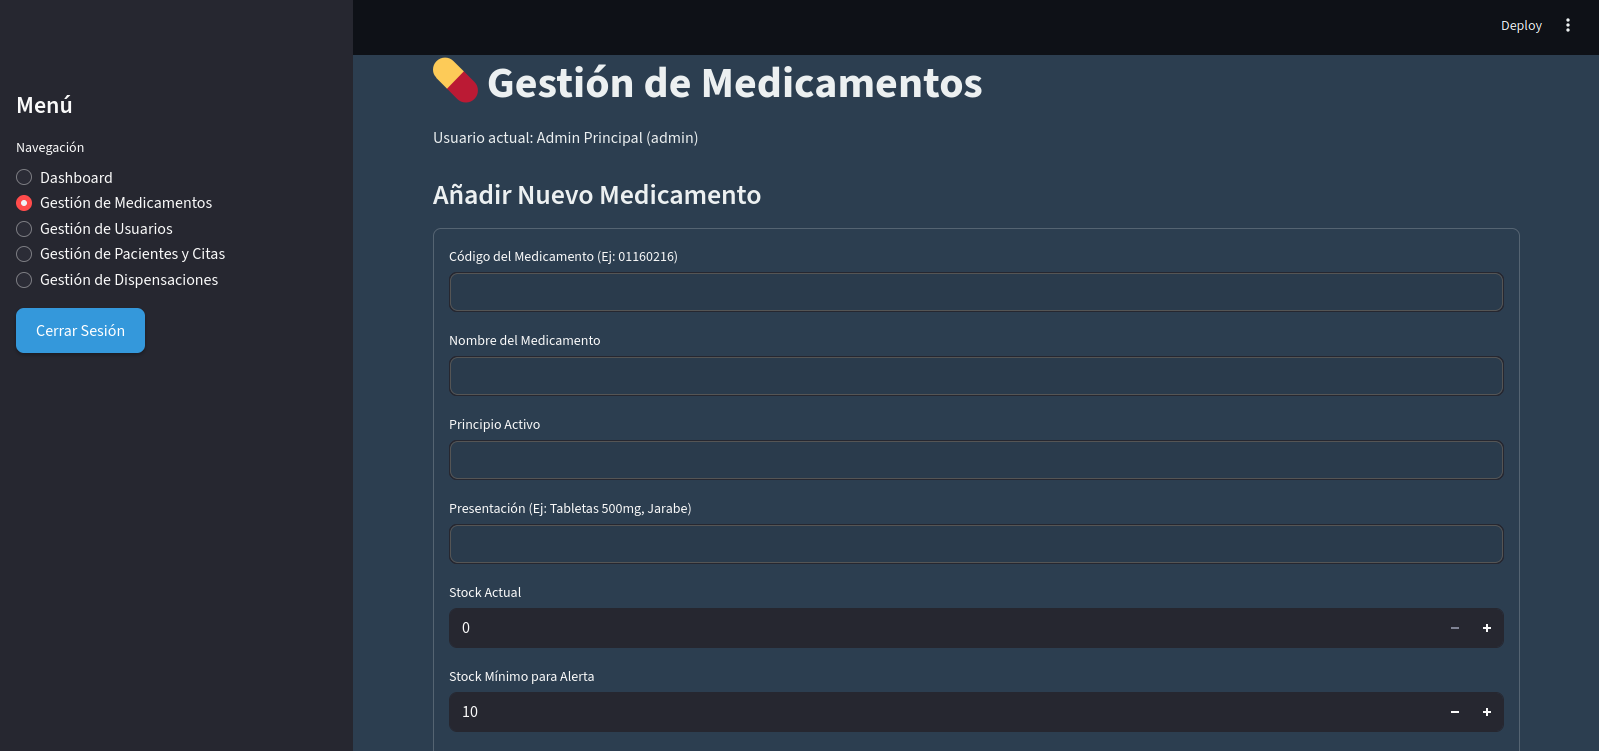 Deploy
Menú
Navegación
Dashboard
Gestión de Medicamentos
Gestión de Usuarios
Gestión de Pacientes y Citas
Gestión de Dispensaciones
Cerrar Sesión
Gestión de Medicamentos
Usuario actual: Admin Principal (admin)
Añadir Nuevo Medicamento
Código del Medicamento (Ej: 01160216)
Nombre del Medicamento
Principio Activo
Presentación (Ej: Tabletas 500mg, Jarabe)
Stock Actual
0
Stock Mínimo para Alerta
10